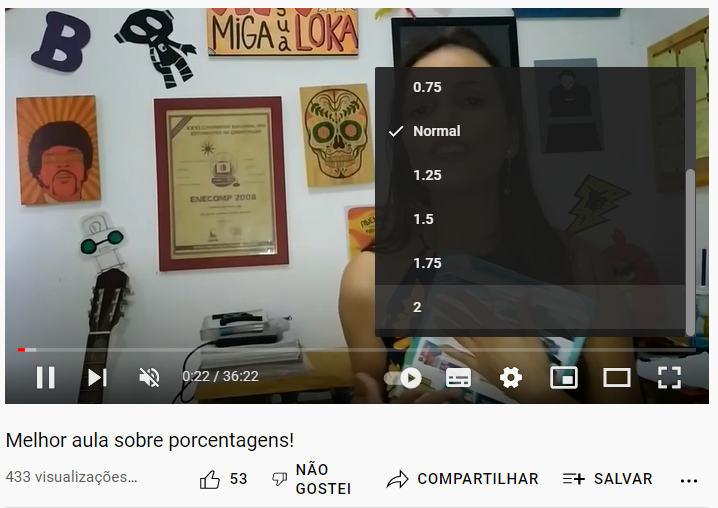 B
MIGA sua LOKA
0.75
Normal
1.25
1.5
1.75
2
ENECOMP 2008
0:22 / 36:22
Melhor aula sobre porcentagens!
433 visualizações…
53
NÃO
GOSTEI
COMPARTILHAR
SALVAR